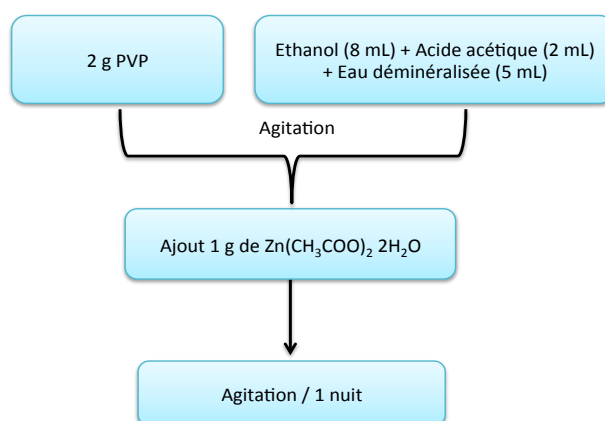 2 g PVP
Ethanol (8 mL) + Acide acétique (2 mL)
+ Eau déminéralisée (5 mL)
Agitation
Ajout 1 g de Zn(CH₃COO)₂ 2H₂O
Agitation / 1 nuit